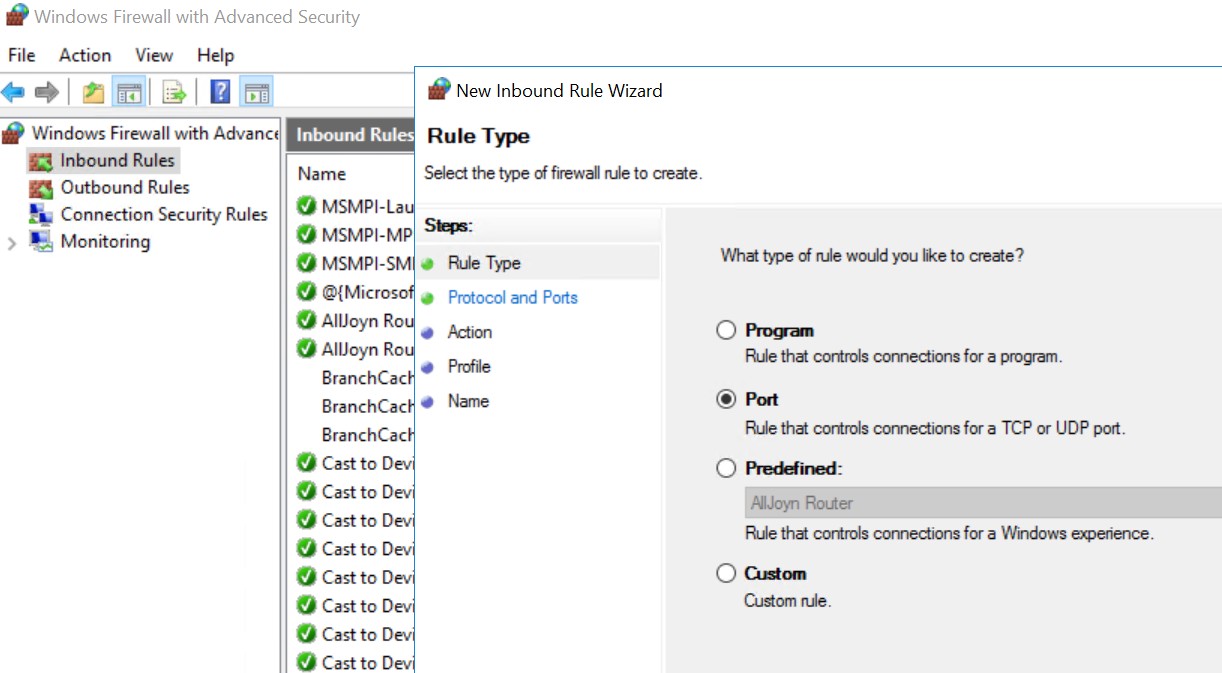 Windows Firewall with Advanced Security
File Action View Help
Windows Firewall with Advance
Inbound Rules
Outbound Rules
Connection Security Rules
Monitoring
Inbound Rules
Name
MSMPI-Lau
MSMPI-MP
MSMPI-SM
@{Microsof
AllJoyn Rou
AllJoyn Rou
BranchCach
BranchCach
BranchCach
Cast to Devi
Cast to Devi
Cast to Devi
Cast to Devi
Cast to Devi
Cast to Devi
Cast to Devi
Cast to Devi
New Inbound Rule Wizard
Rule Type
Select the type of firewall rule to create.
Steps:
Rule Type
Protocol and Ports
Action
Profile
Name
What type of rule would you like to create?
Program
Rule that controls connections for a program.
Port
Rule that controls connections for a TCP or UDP port.
Predefined:
AllJoyn Router
Rule that controls connections for a Windows experience.
Custom
Custom rule.